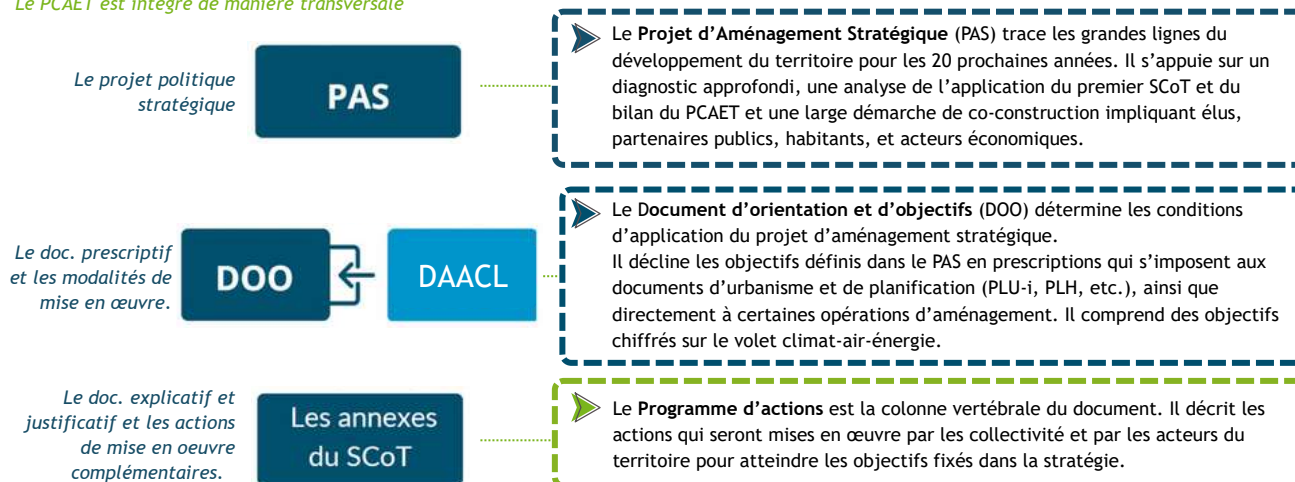 Le PCAET est intégré de manière transversale
Le projet politique
stratégique
PAS
Le Projet d’Aménagement Stratégique (PAS) trace les grandes lignes du
développement du territoire pour les 20 prochaines années. Il s’appuie sur un
diagnostic approfondi, une analyse de l’application du premier SCoT et du
bilan du PCAET et une large démarche de co-construction impliquant élus,
partenaires publics, habitants, et acteurs économiques.
Le doc. prescriptif
et les modalités de
mise en œuvre.
DOO
DAACL
Le Document d’orientation et d’objectifs (DOO) détermine les conditions
d’application du projet d’aménagement stratégique.
Il décline les objectifs définis dans le PAS en prescriptions qui s’imposent aux
documents d’urbanisme et de planification (PLU-i, PLH, etc.), ainsi que
directement à certaines opérations d’aménagement. Il comprend des objectifs
chiffrés sur le volet climat-air-énergie.
Le doc. explicatif et
justificatif et les actions
de mise en oeuvre
complémentaires.
Les annexes
du SCoT
Le Programme d’actions est la colonne vertébrale du document. Il décrit les
actions qui seront mises en œuvre par les collectivité et par les acteurs du
territoire pour atteindre les objectifs fixés dans la stratégie.